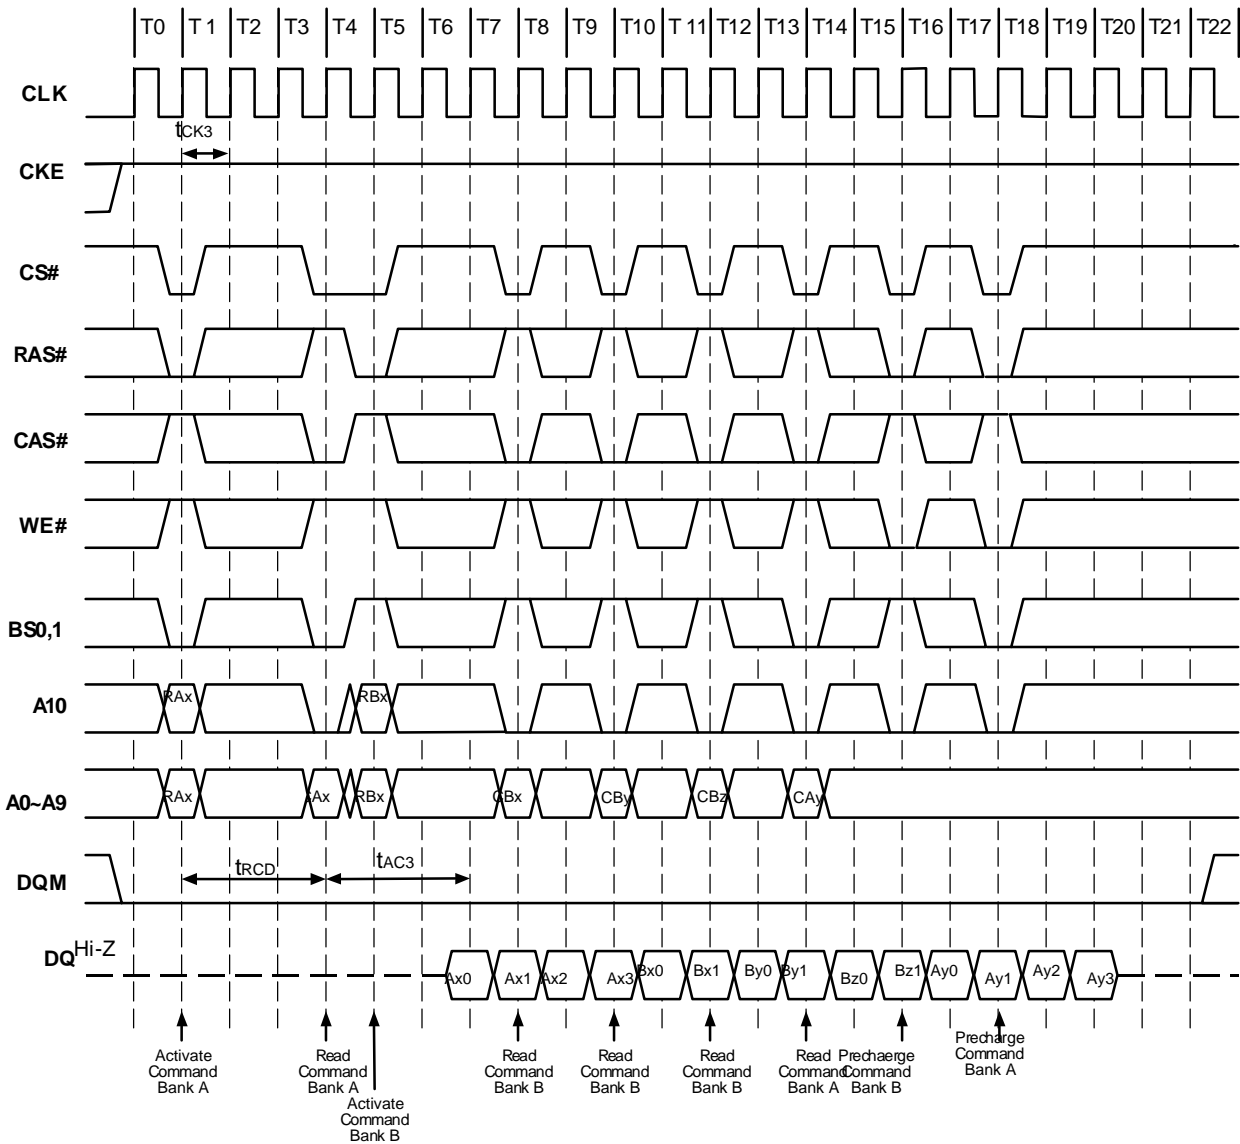 T0 T 1 T2 T3 T4 T5 T6 T7 T8 T9 T10 T 11 T12 T13 T14 T15 T16 T17 T18 T19 T20 T21 T22
CLK
tCK3
CKE
CS#
RAS#
CAS#
WE#
BS0,1
A10
RAx RBx
A0~A9
RAx CAx RBx CBx CBy CBz CAy
DQM
tRCD tAC3
DQ Hi-Z
Ax0 Ax1 Ax2 Ax3 Bx0 Bx1 By0 By1 Bz0 Bz1 Ay0 Ay1 Ay2 Ay3
Activate
Command
Bank A
Read
Command
Bank A
Activate
Command
Bank B
Read
Command
Bank B
Read
Command
Bank B
Read
Command
Bank B
Read
Command
Bank A
Prechaerge
Command
Bank B
Precharge
Command
Bank A